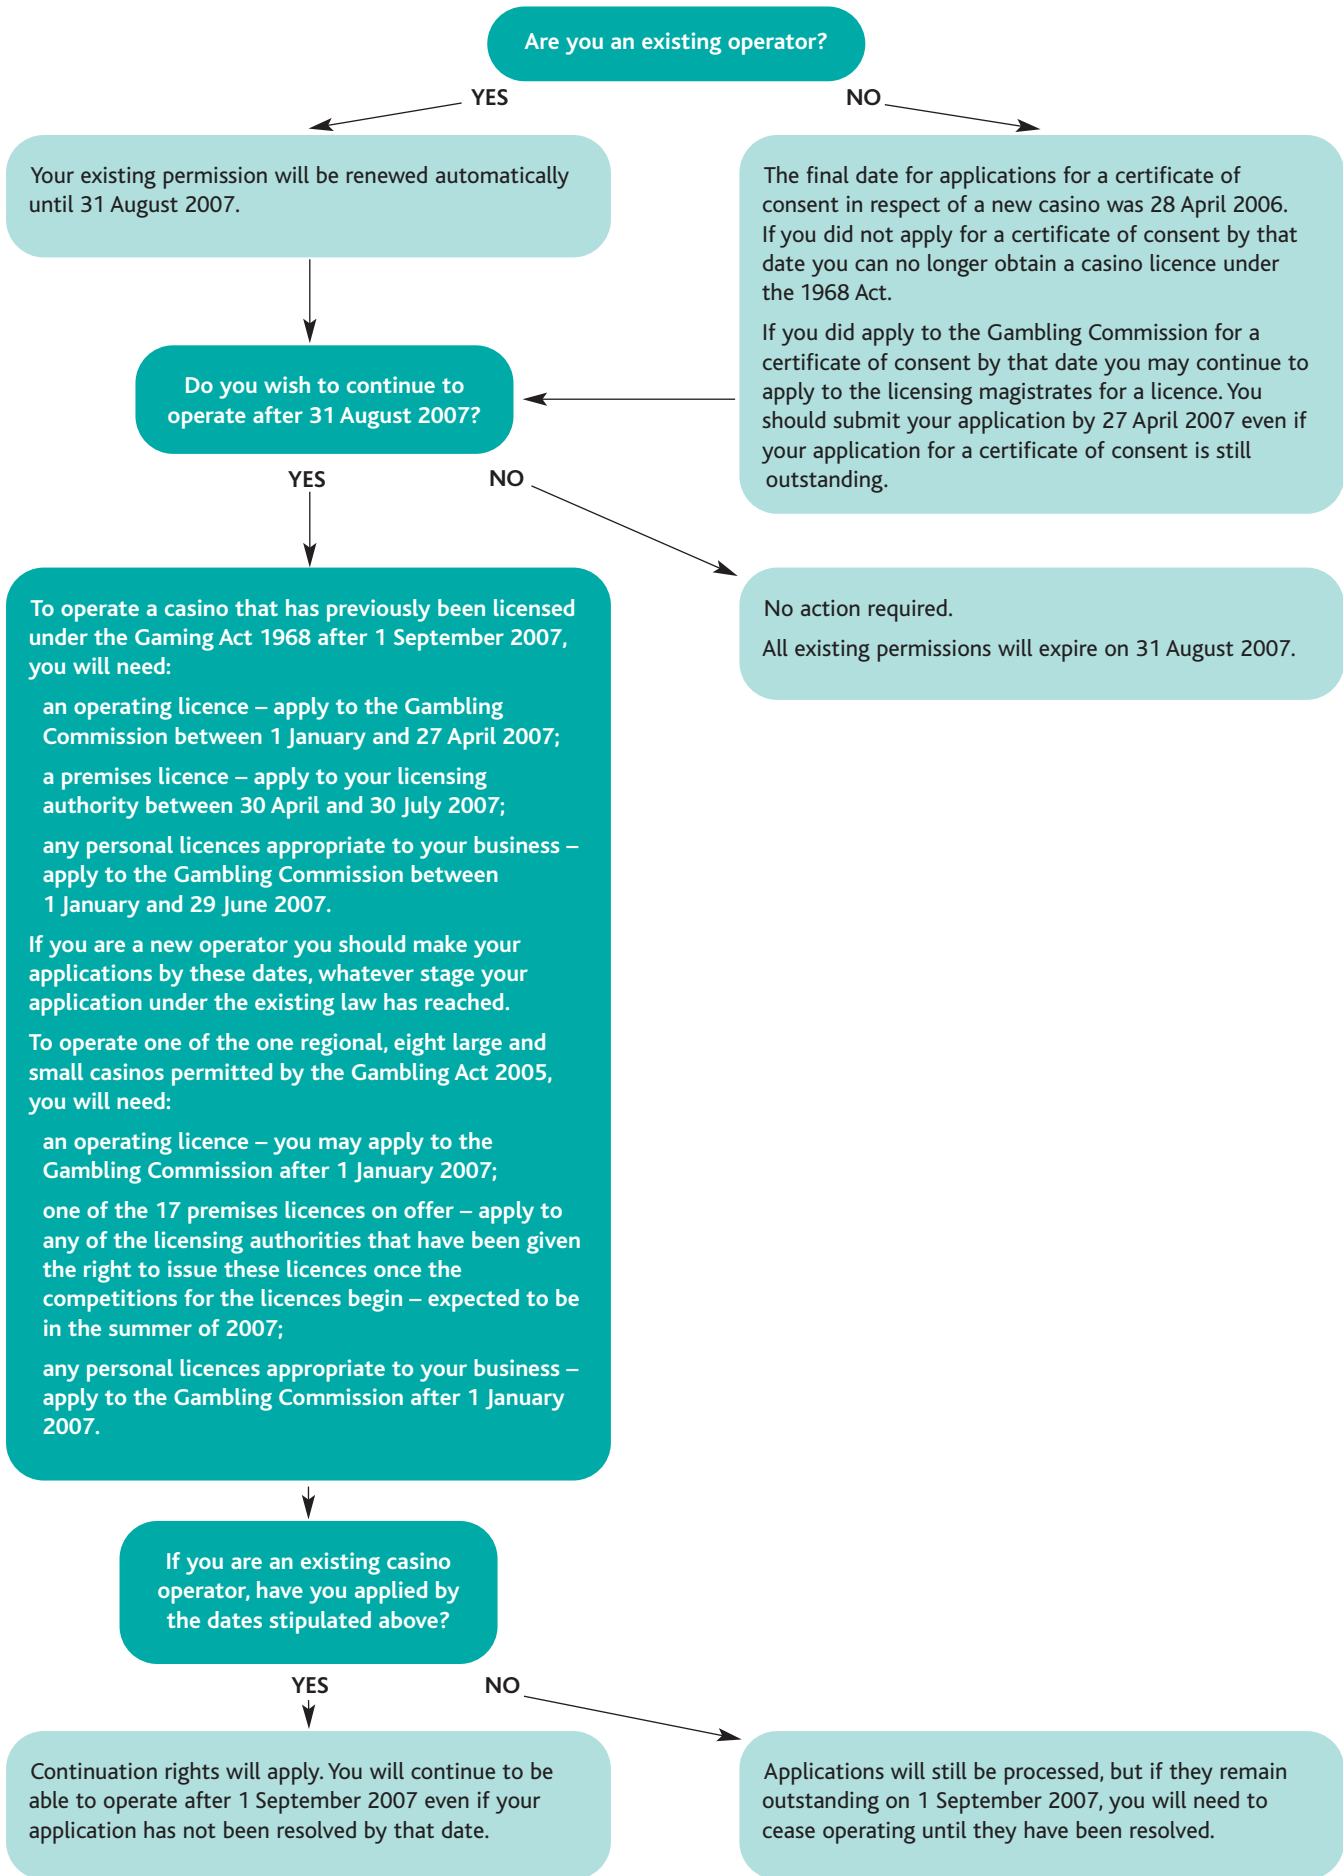 Are you an existing operator?
YES
NO
Your existing permission will be renewed automatically
until 31 August 2007.
The final date for applications for a certificate of
consent in respect of a new casino was 28 April 2006.
If you did not apply for a certificate of consent by that
date you can no longer obtain a casino licence under
the 1968 Act.
If you did apply to the Gambling Commission for a
certificate of consent by that date you may continue to
apply to the licensing magistrates for a licence. You
should submit your application by 27 April 2007 even if
your application for a certificate of consent is still
outstanding.
Do you wish to continue to
operate after 31 August 2007?
YES
NO
To operate a casino that has previously been licensed
under the Gaming Act 1968 after 1 September 2007,
you will need:
an operating licence – apply to the Gambling
Commission between 1 January and 27 April 2007;
a premises licence – apply to your licensing
authority between 30 April and 30 July 2007;
any personal licences appropriate to your business –
apply to the Gambling Commission between
1 January and 29 June 2007.
If you are a new operator you should make your
applications by these dates, whatever stage your
application under the existing law has reached.
To operate one of the one regional, eight large and
small casinos permitted by the Gambling Act 2005,
you will need:
an operating licence – you may apply to the
Gambling Commission after 1 January 2007;
one of the 17 premises licences on offer – apply to
any of the licensing authorities that have been given
the right to issue these licences once the
competitions for the licences begin – expected to be
in the summer of 2007;
any personal licences appropriate to your business –
apply to the Gambling Commission after 1 January
2007.
No action required.
All existing permissions will expire on 31 August 2007.
If you are an existing casino
operator, have you applied by
the dates stipulated above?
YES
NO
Continuation rights will apply. You will continue to be
able to operate after 1 September 2007 even if your
application has not been resolved by that date.
Applications will still be processed, but if they remain
outstanding on 1 September 2007, you will need to
cease operating until they have been resolved.